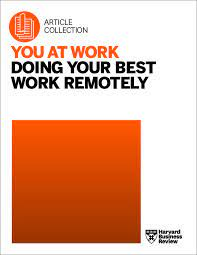 ARTICLE
COLLECTION
YOU AT WORK
DOING YOUR BEST
WORK REMOTELY
Harvard
Business
Review